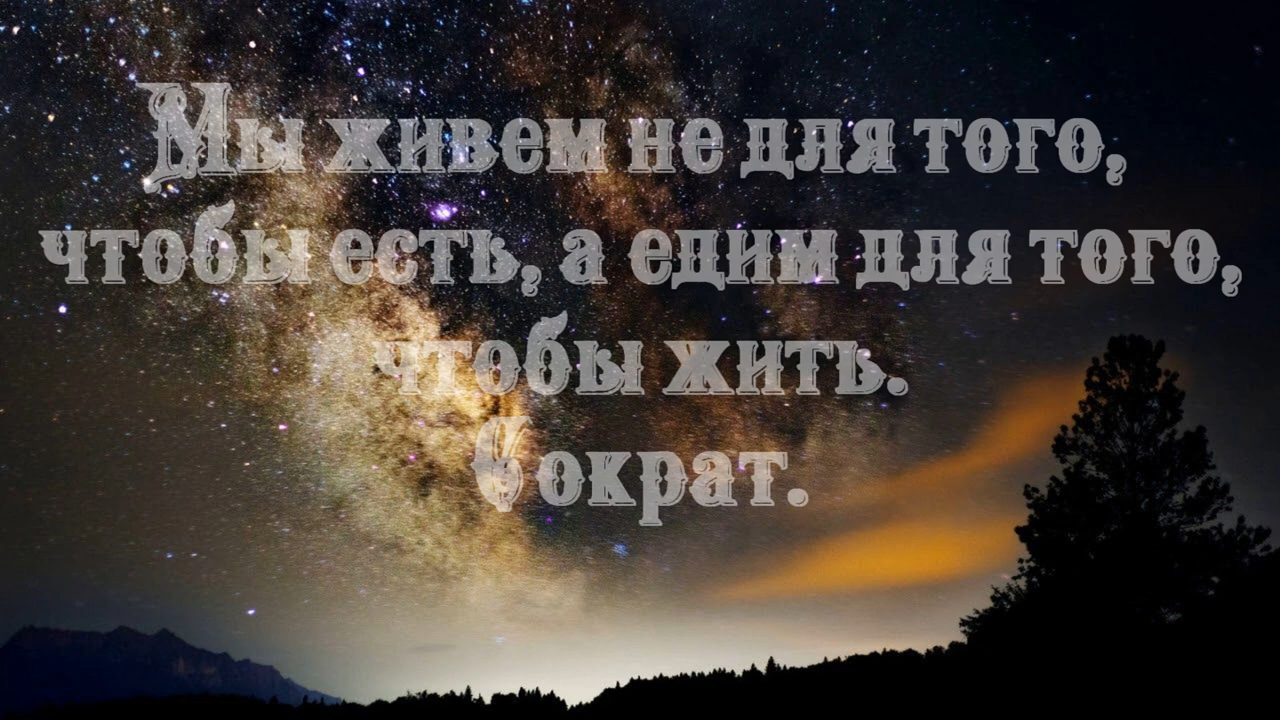 Мы живем не для того,
чтобы есть, а едим для того,
чтобы жить.
Сократ.